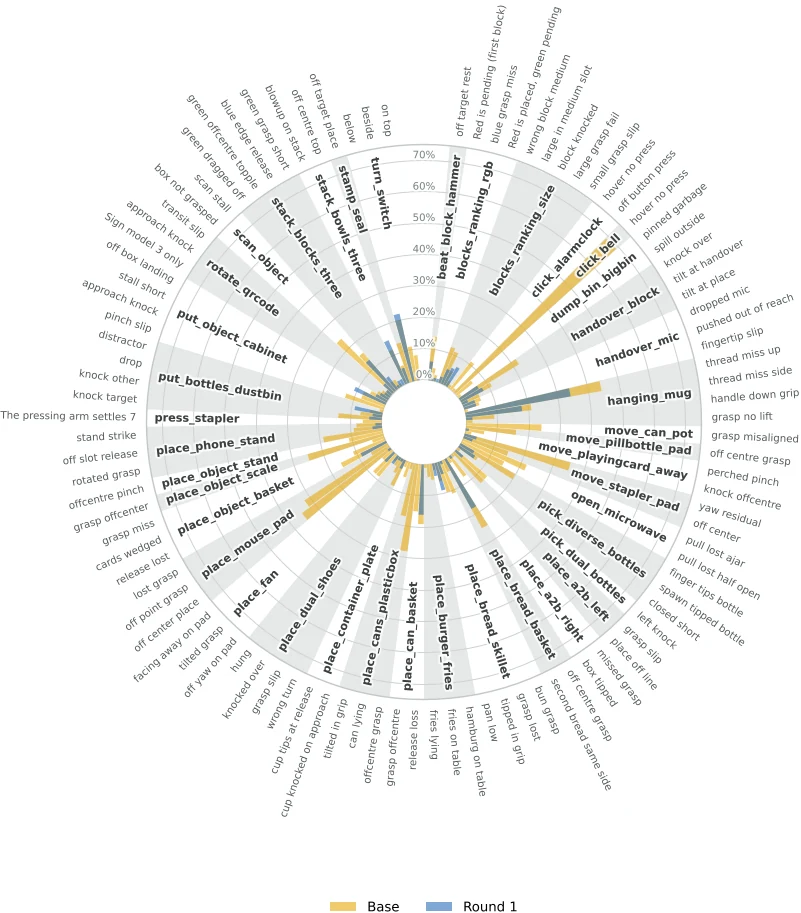 off target rest
Red is pending (first block)
blue grasp miss
Red is placed, green pending
wrong block medium
large in medium slot
block knocked
large grasp fail
small grasp slip
hover no press
off button press
hover no press
pinned garbage
spill outside
knock over
tilt at handover
tilt at place
dropped mic
pushed out of reach
fingertip slip
thread miss up
thread miss side
handle down grip
grasp no lift
grasp misaligned
off centre grasp
perched pinch
knock offcentre
yaw residual
off center
pull lost ajar
pull lost half open
finger tips bottle
spawn tipped bottle
closed short
left knock
grasp slip
place off line
missed grasp
box tipped
off centre grasp
second bread same side
bun grasp
grasp lost
tipped in grip
pan low
hamburg on table
fries on table
fries lying
release loss
grasp offcentre
offcentre grasp
can lying
tilted in grip
cup knocked on approach
cup tips at release
wrong turn
grasp slip
knocked over
hung
off yaw on pad
tilted grasp
facing away on pad
off center place
off point grasp
lost grasp
release lost
cards wedged
grasp miss
grasp offcenter
offcentre pinch
rotated grasp
off slot release
stand strike
The pressing arm settles 7
knock target
knock other
drop
distractor
pinch slip
approach knock
stall short
off box landing
Sign model 3 only
approach knock
transit slip
box not grasped
scan stall
green dragged off
green offcentre topple
blue edge release
green grasp short
blowup on stack
off centre top
off target place
below
beside
on top
beat_block_hammer
blocks_ranking_rgb
blocks_ranking_size
click_alarmclock
click_bell
dump_bin_bigbin
handover_block
handover_mic
hanging_mug
move_can_pot
move_pillbottle_pad
move_playingcard_away
move_stapler_pad
open_microwave
pick_diverse_bottles
pick_dual_bottles
place_a2b_left
place_a2b_right
place_bread_basket
place_bread_skillet
place_burger_fries
place_can_basket
place_cans_plasticbox
place_container_plate
place_dual_shoes
place_fan
place_mouse_pad
place_object_basket
place_object_scale
place_object_stand
place_phone_stand
press_stapler
put_bottles_dustbin
put_object_cabinet
rotate_qrcode
scan_object
stack_blocks_three
stack_bowls_three
stamp_seal
turn_switch
70%
60%
50%
40%
30%
20%
10%
0%
Base
Round 1